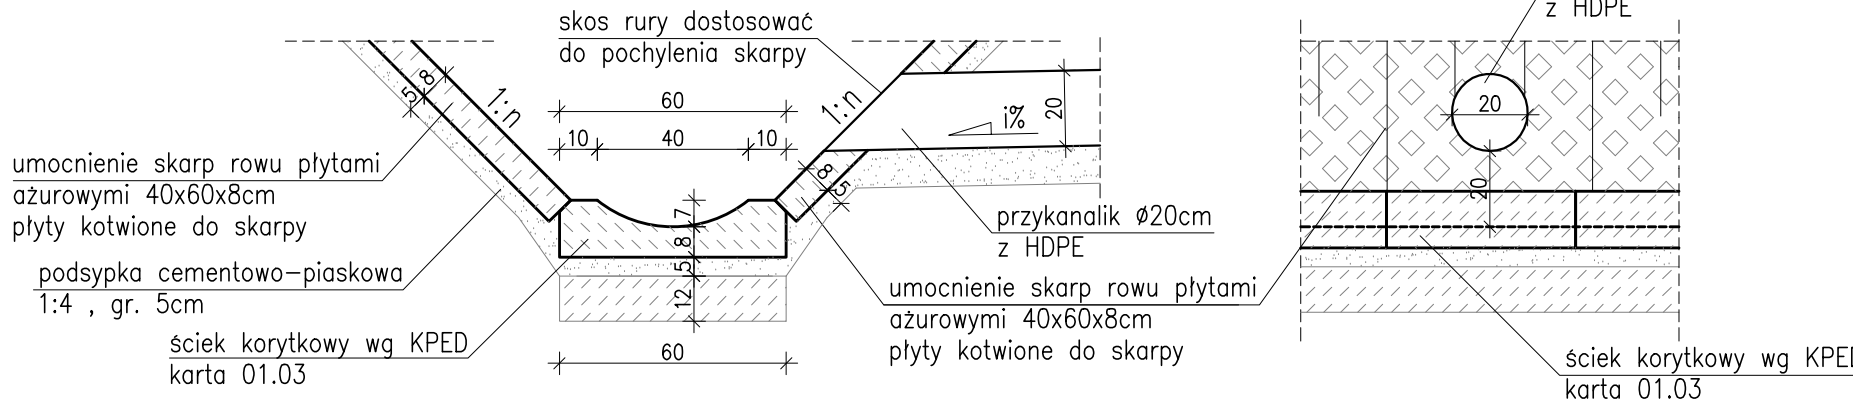 skos rury dostosować
do pochylenia skarpy
z HDPE
5
8
1:n
1:n
60
10
40
10
i%
20
20
20
umocnienie skarp rowu płytami
ażurowymi 40x60x8cm
płyty kotwione do skarpy
8
5
7
8
5
12
przykanalik Ø20cm
z HDPE
podsypka cementowo-piaskowa
1:4 , gr. 5cm
umocnienie skarp rowu płytami
ażurowymi 40x60x8cm
płyty kotwione do skarpy
ściek korytkowy wg KPED
karta 01.03
60
ściek korytkowy wg KPED
karta 01.03